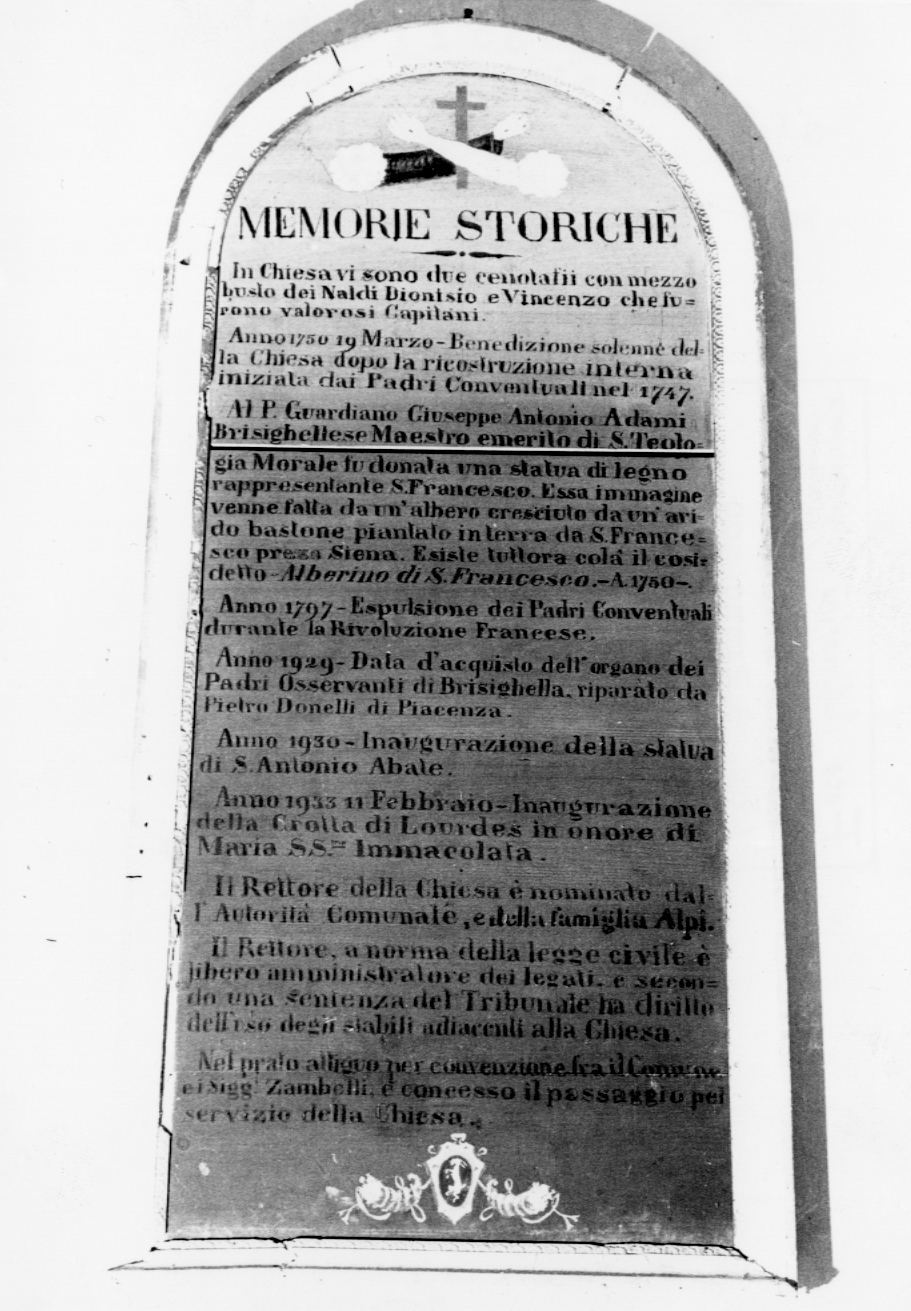 MEMORIE STORICHE
In Chiesa vi sono due cenotafii con mezzo
busto dei Naldi Dionisio e Vincenzo che fu=
rono valorosi Capitani.
Anno 1750 19 Marzo - Benedizione solenne del=
la Chiesa dopo la ricostruzione interna
iniziata dai Padri Conventuali nel 1747.
Al P. Guardiano Giuseppe Antonio Adami
Brisighellese Maestro emerito di S. Teolo=
gia Morale fu donata una statua di legno
rappresentante S. Francesco. Essa immagine
venne fatta da un' albero cresciuto da un' ari=
do bastone piantato in terra da S. France=
sco presso Siena. Esiste tuttora colà il cosi=
detto - Alberino di S. Francesco. - A. 1750 -.
Anno 1797 - Espulsione dei Padri Conventuali
durante la Rivoluzione Francese.
Anno 1929 - Data d'acquisto dell'organo dei
Padri Osservanti di Brisighella, riparato da
Pietro Donelli di Piacenza.
Anno 1930 - Inaugurazione della statua
di S. Antonio Abate.
Anno 1933 11 Febbraio - Inaugurazione
della Grotta di Lourdes in onore di
Maria S.S. Immacolata.
Il Rettore della Chiesa è nominato dal=
l' Autorità Comunale, e della famiglia Alpi.
Il Rettore, a norma della legge civile è
libero amministratore dei legati, e secon=
do una sentenza del Tribunale ha diritto
dell'uso degli stabili adiacenti alla Chiesa.
Nel prato attiguo per convenzione fra il Comune
e i Sigg. Zambelli, è concesso il passaggio pel
servizio della Chiesa.